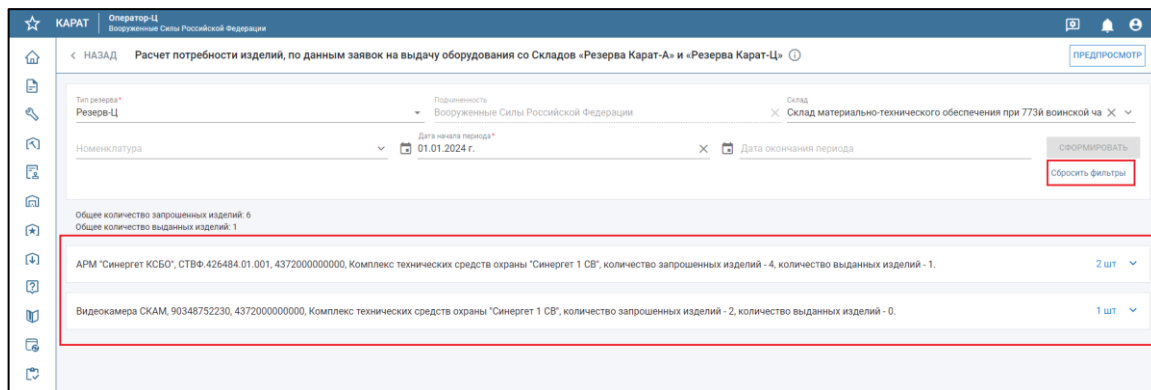 КАРАТ
Оператор-Ц
Вооруженные Силы Российской Федерации
НАЗАД Расчет потребности изделий, по данным заявок на выдачу оборудования со Складов «Резерва Карат-А» и «Резерва Карат-Ц» ПРЕДПРОСМОТР
Тип резерва* Подчиненность Склад
Резерв-Ц Вооруженные Силы Российской Федерации Склад материально-технического обеспечения при 773й воинской ча
Дата начала периода*
Номенклатура 01.01.2024 г. Дата окончания периода СФОРМИРОВАТЬ
Сбросить фильтры
Общее количество запрошенных изделий: 6
Общее количество выданных изделий: 1
АРМ "Синергет КСБО", СТВФ.426484.01.001, 4372000000000, Комплекс технических средств охраны "Синергет 1 СВ", количество запрошенных изделий - 4, количество выданных изделий - 1. 2 шт
Видеокамера СКАМ, 90348752230, 4372000000000, Комплекс технических средств охраны "Синергет 1 СВ", количество запрошенных изделий - 2, количество выданных изделий - 0. 1 шт